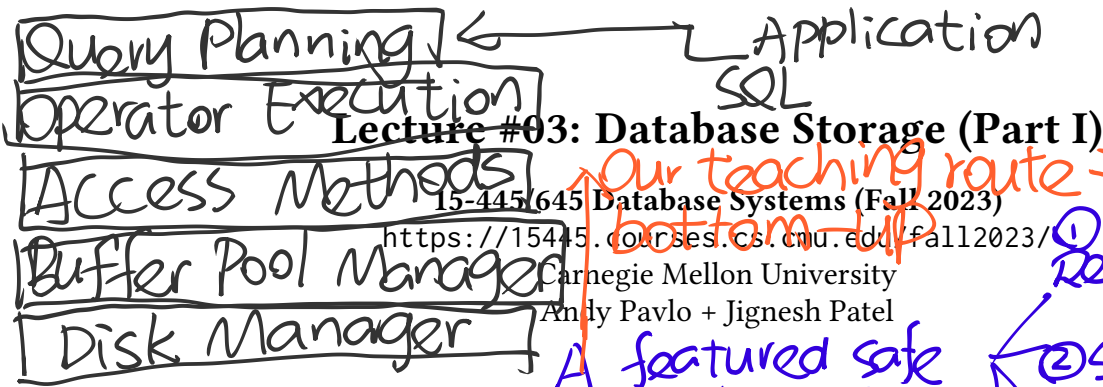 Query Planning
Application
SQL
Operator Execution
Lecture #03: Database Storage (Part I)
Access Methods
Our teaching route
bottom-up
15-445/645 Database Systems (Fall 2023)
https://15445.courses.cs.cmu.edu/fall2023/
Buffer Pool Manager
Carnegie Mellon University
Andy Pavlo + Jignesh Patel
Disk Manager
A featured safe
①
②